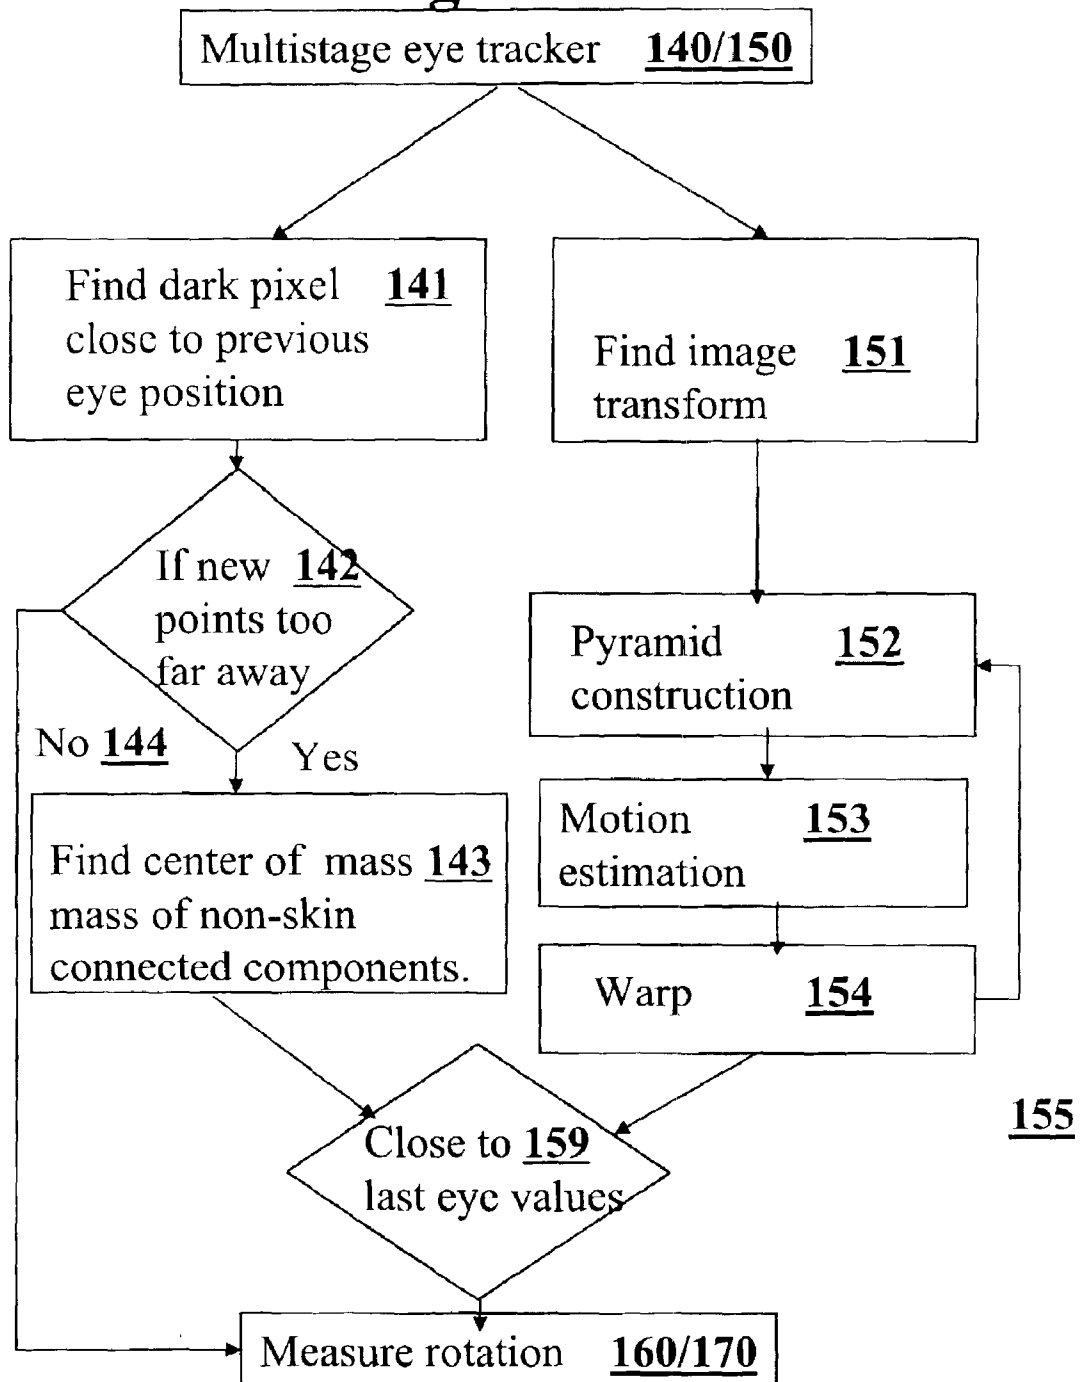 Multistage eye tracker 140/150
Find dark pixel 141
close to previous
eye position
Find image 151
transform
If new 142
points too
far away
No 144
Yes
Pyramid 152
construction
Motion 153
estimation
Find center of mass 143
mass of non-skin
connected components.
Warp 154
155
Close to 159
last eye values
Measure rotation 160/170